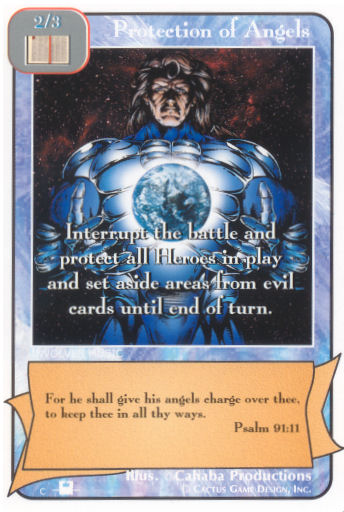 2/3
Protection of Angels
Interrupt the battle and
protect all Heroes in play
and set aside areas from evil
cards until end of turn.
INVOLVES MUSIC
For he shall give his angels charge over thee,
to keep thee in all thy ways.
Psalm 91:11
Illus. © Cahaba Productions
C
© CACTUS GAME DESIGN, INC.